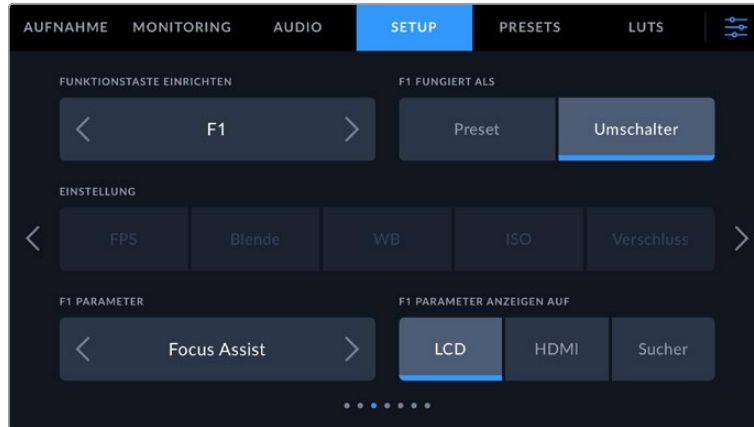 AUFNAHME MONITORING AUDIO SETUP PRESETS LUTS
FUNKTIONSTASTE EINRICHTEN F1 FUNGIERT ALS
F1 Preset Umschalter
EINSTELLUNG
FPS Blende WB ISO Verschluss
F1 PARAMETER F1 PARAMETER ANZEIGEN AUF
Focus Assist LCD HDMI Sucher